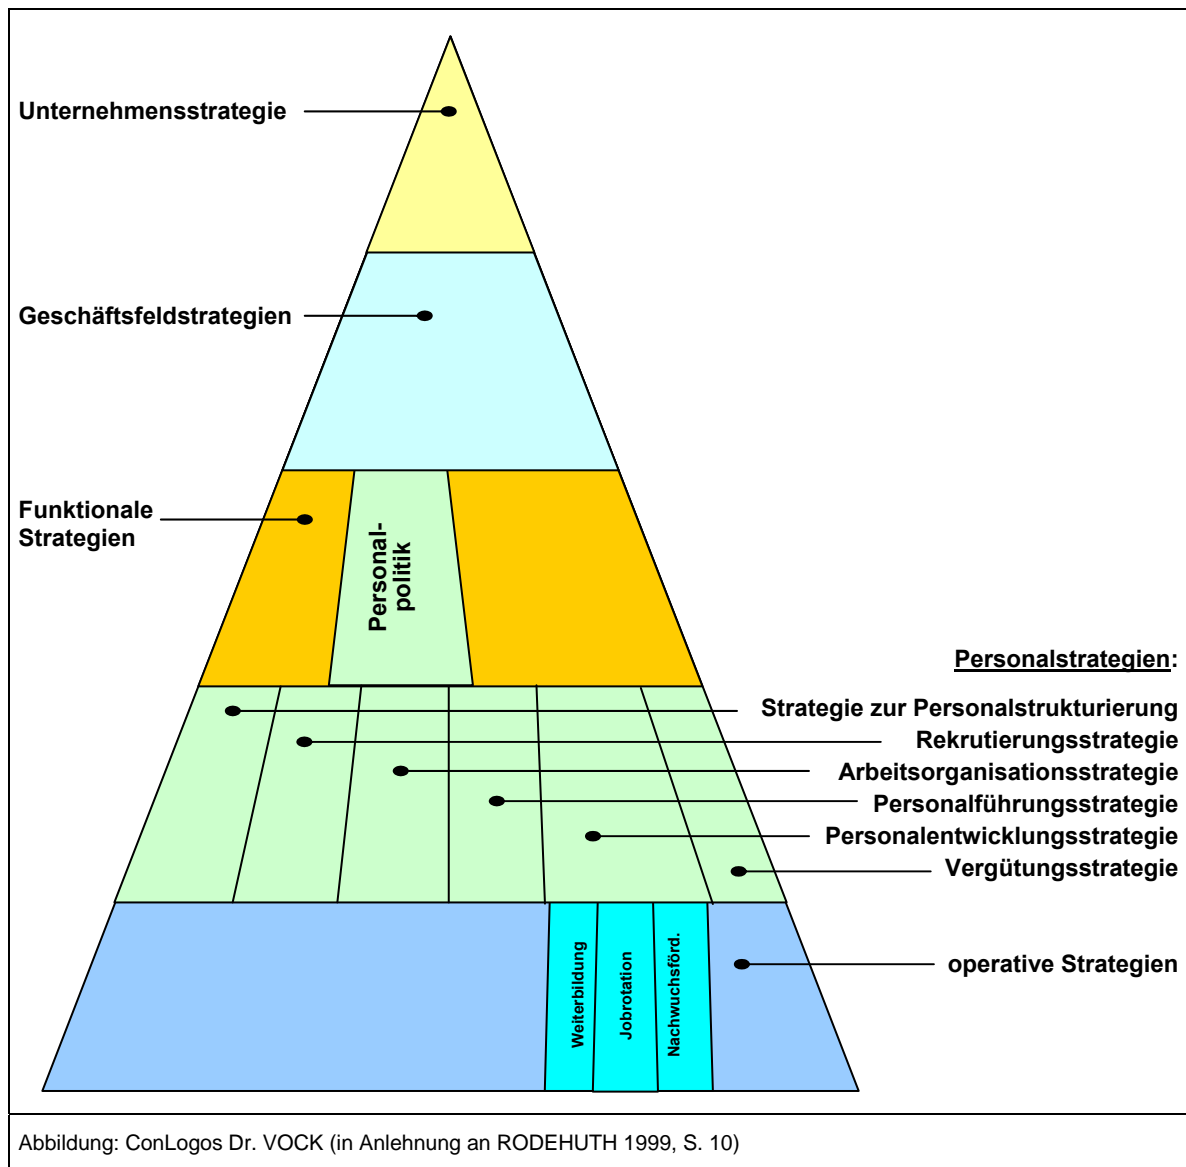 Unternehmensstrategie
Geschäftsfeldstrategien
Funktionale
Strategien
Personal-
politik
Personalstrategien:
Strategie zur Personalstrukturierung
Rekrutierungsstrategie
Arbeitsorganisationsstrategie
Personalführungsstrategie
Personalentwicklungsstrategie
Vergütungsstrategie
Weiterbildung
Jobrotation
Nachwuchsförd.
operative Strategien
Abbildung: ConLogos Dr. VOCK (in Anlehnung an RODEHUTH 1999, S. 10)